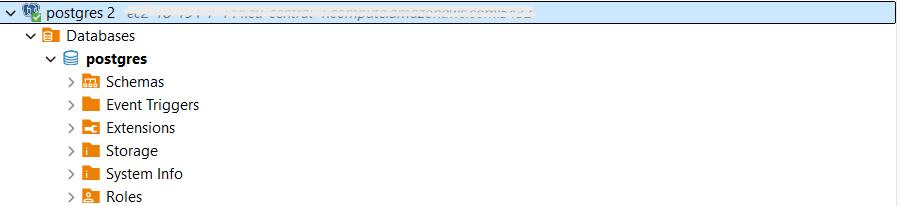 postgres 2
Databases
postgres
Schemas
Event Triggers
Extensions
Storage
System Info
Roles